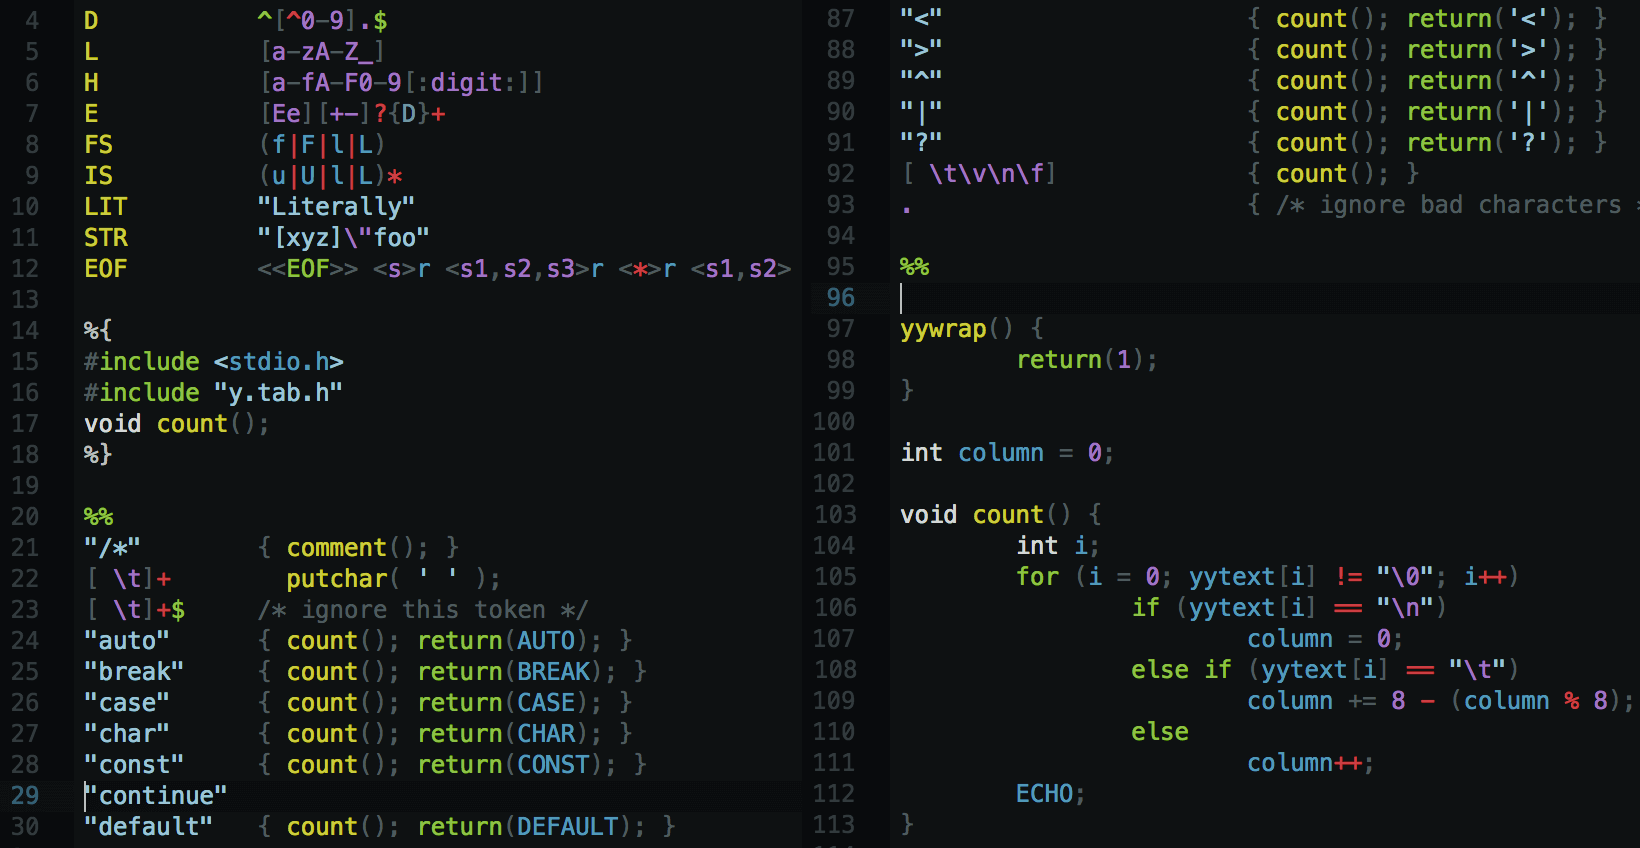 4 D ^[^0-9].$
5 L [a-zA-Z_]
6 H [a-fA-F0-9[:digit:]]
7 E [Ee][+-]?{D}+
8 FS (f|F|l|L)
9 IS (u|U|l|L)*
10 LIT "Literally"
11 STR "[xyz]\"foo"
12 EOF <<EOF>> <s>r <s1,s2,s3>r <*>r <s1,s2>
13
14 %{
15 #include <stdio.h>
16 #include "y.tab.h"
17 void count();
18 %}
19
20 %%
21 "/*" { comment(); }
22 [ \t]+ putchar( ' ' );
23 [ \t]+$ /* ignore this token */
24 "auto" { count(); return(AUTO); }
25 "break" { count(); return(BREAK); }
26 "case" { count(); return(CASE); }
27 "char" { count(); return(CHAR); }
28 "const" { count(); return(CONST); }
29 "continue"
30 "default" { count(); return(DEFAULT); }
87 "<" { count(); return('<'); }
88 ">" { count(); return('>'); }
89 "^" { count(); return('^'); }
90 "|" { count(); return('|'); }
91 "?" { count(); return('?'); }
92 [ \t\v\n\f] { count(); }
93 . { /* ignore bad characters
94
95 %%
96
97 yywrap() {
98 return(1);
99 }
100
101 int column = 0;
102
103 void count() {
104 int i;
105 for (i = 0; yytext[i] != "\0"; i++)
106 if (yytext[i] == "\n")
107 column = 0;
108 else if (yytext[i] == "\t")
109 column += 8 - (column % 8);
110 else
111 column++;
112 ECHO;
113 }